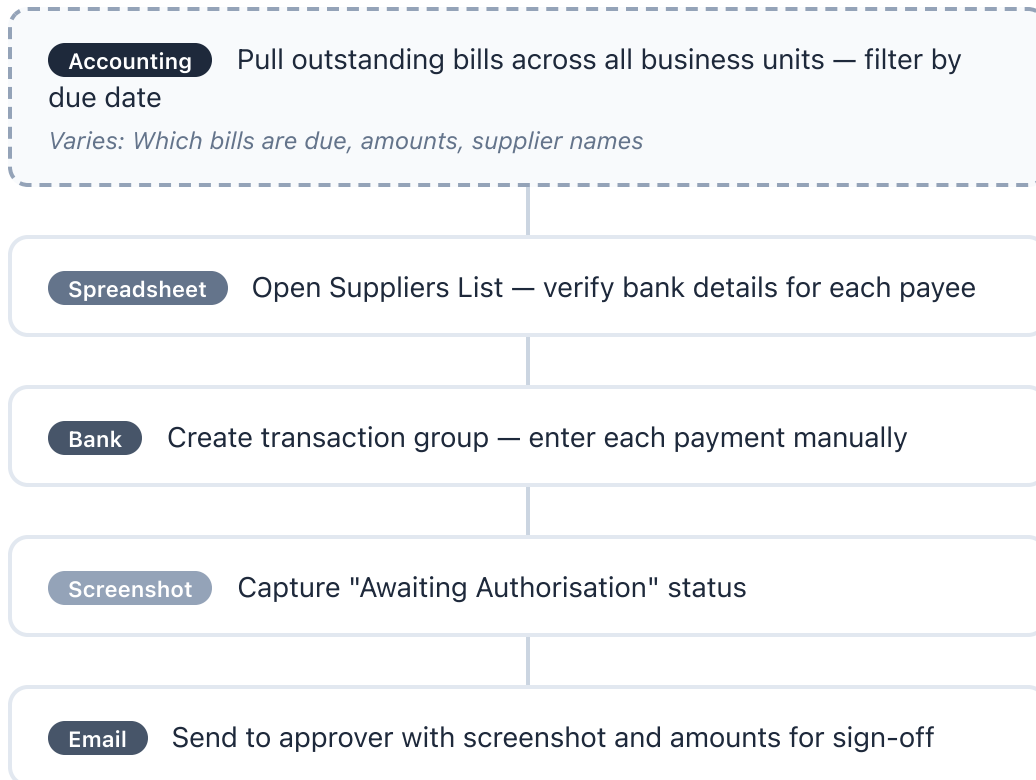 Accounting Pull outstanding bills across all business units — filter by
due date
Varies: Which bills are due, amounts, supplier names
Spreadsheet Open Suppliers List — verify bank details for each payee
Bank Create transaction group — enter each payment manually
Screenshot Capture "Awaiting Authorisation" status
Email Send to approver with screenshot and amounts for sign-off